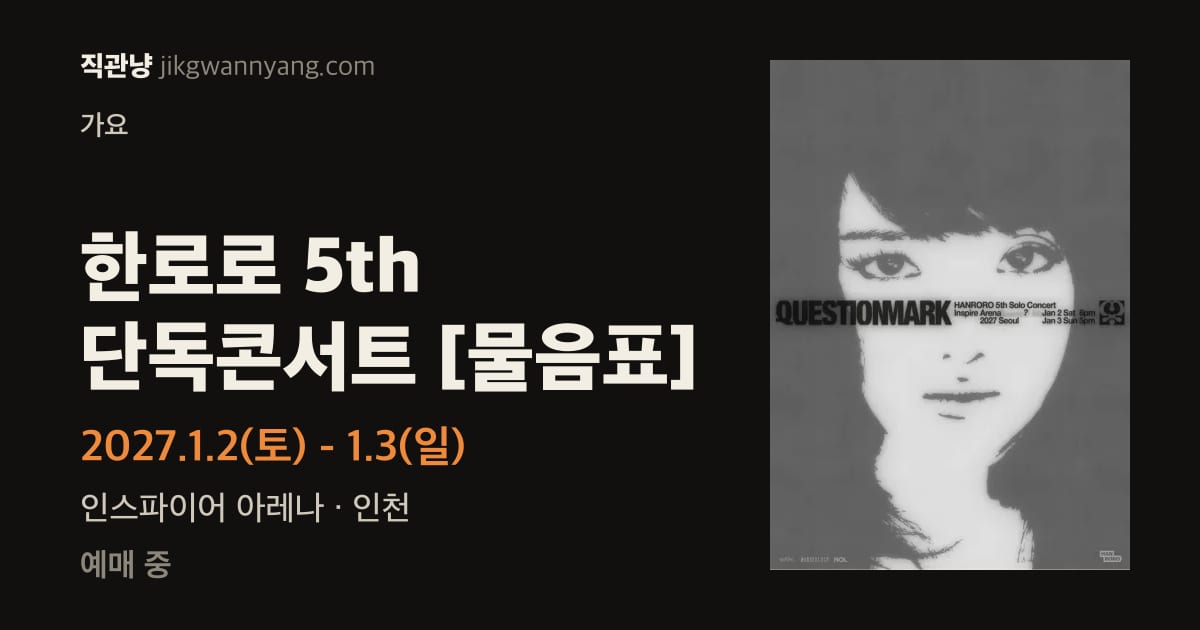 직관냥 jikgwannyang.com
가요
한로로 5th
단독콘서트 [물음표]
2027.1.2(토) - 1.3(일)
인스파이어 아레나 · 인천
예매 중
QUESTIONMARK
HANRORO 5th Solo Concert
Inspire Arena ? Jan 2 Sat 6pm
2027 Seoul Jan 3 Sun 5pm